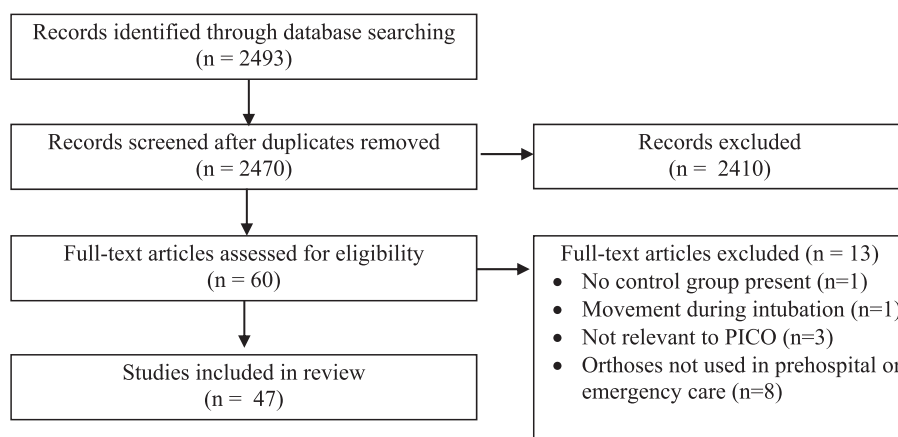 Records identified through database searching
(n = 2493)
Records screened after duplicates removed
(n = 2470)
Records excluded
(n = 2410)
Full-text articles assessed for eligibility
(n = 60)
Full-text articles excluded (n = 13)
• No control group present (n=1)
• Movement during intubation (n=1)
• Not relevant to PICO (n=3)
• Orthoses not used in prehospital or
emergency care (n=8)
Studies included in review
(n = 47)